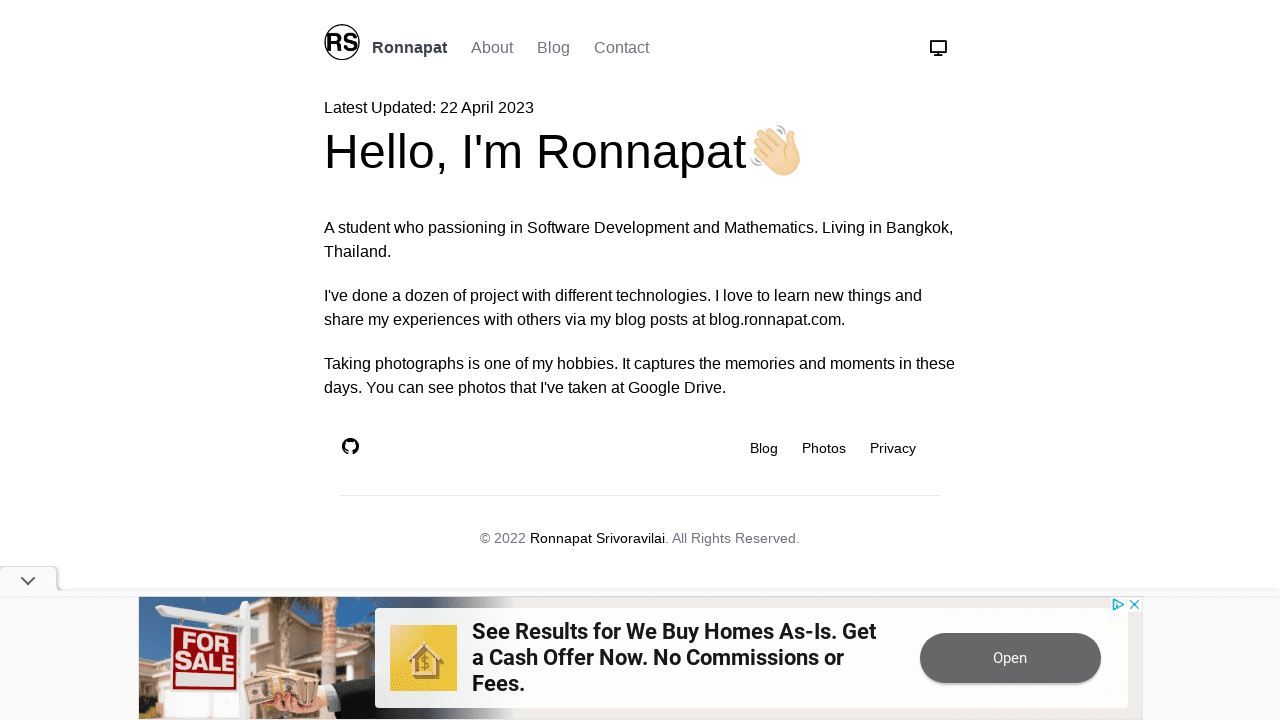 RS
Ronnapat
About
Blog
Contact
Latest Updated: 22 April 2023
Hello, I'm Ronnapat👋🏼
A student who passioning in Software Development and Mathematics. Living in Bangkok,
Thailand.
I've done a dozen of project with different technologies. I love to learn new things and
share my experiences with others via my blog posts at blog.ronnapat.com.
Taking photographs is one of my hobbies. It captures the memories and moments in these
days. You can see photos that I've taken at Google Drive.
Blog
Photos
Privacy
© 2022 Ronnapat Srivoravilai. All Rights Reserved.
FOR
SALE
See Results for We Buy Homes As-Is. Get
a Cash Offer Now. No Commissions or
Fees.
Open